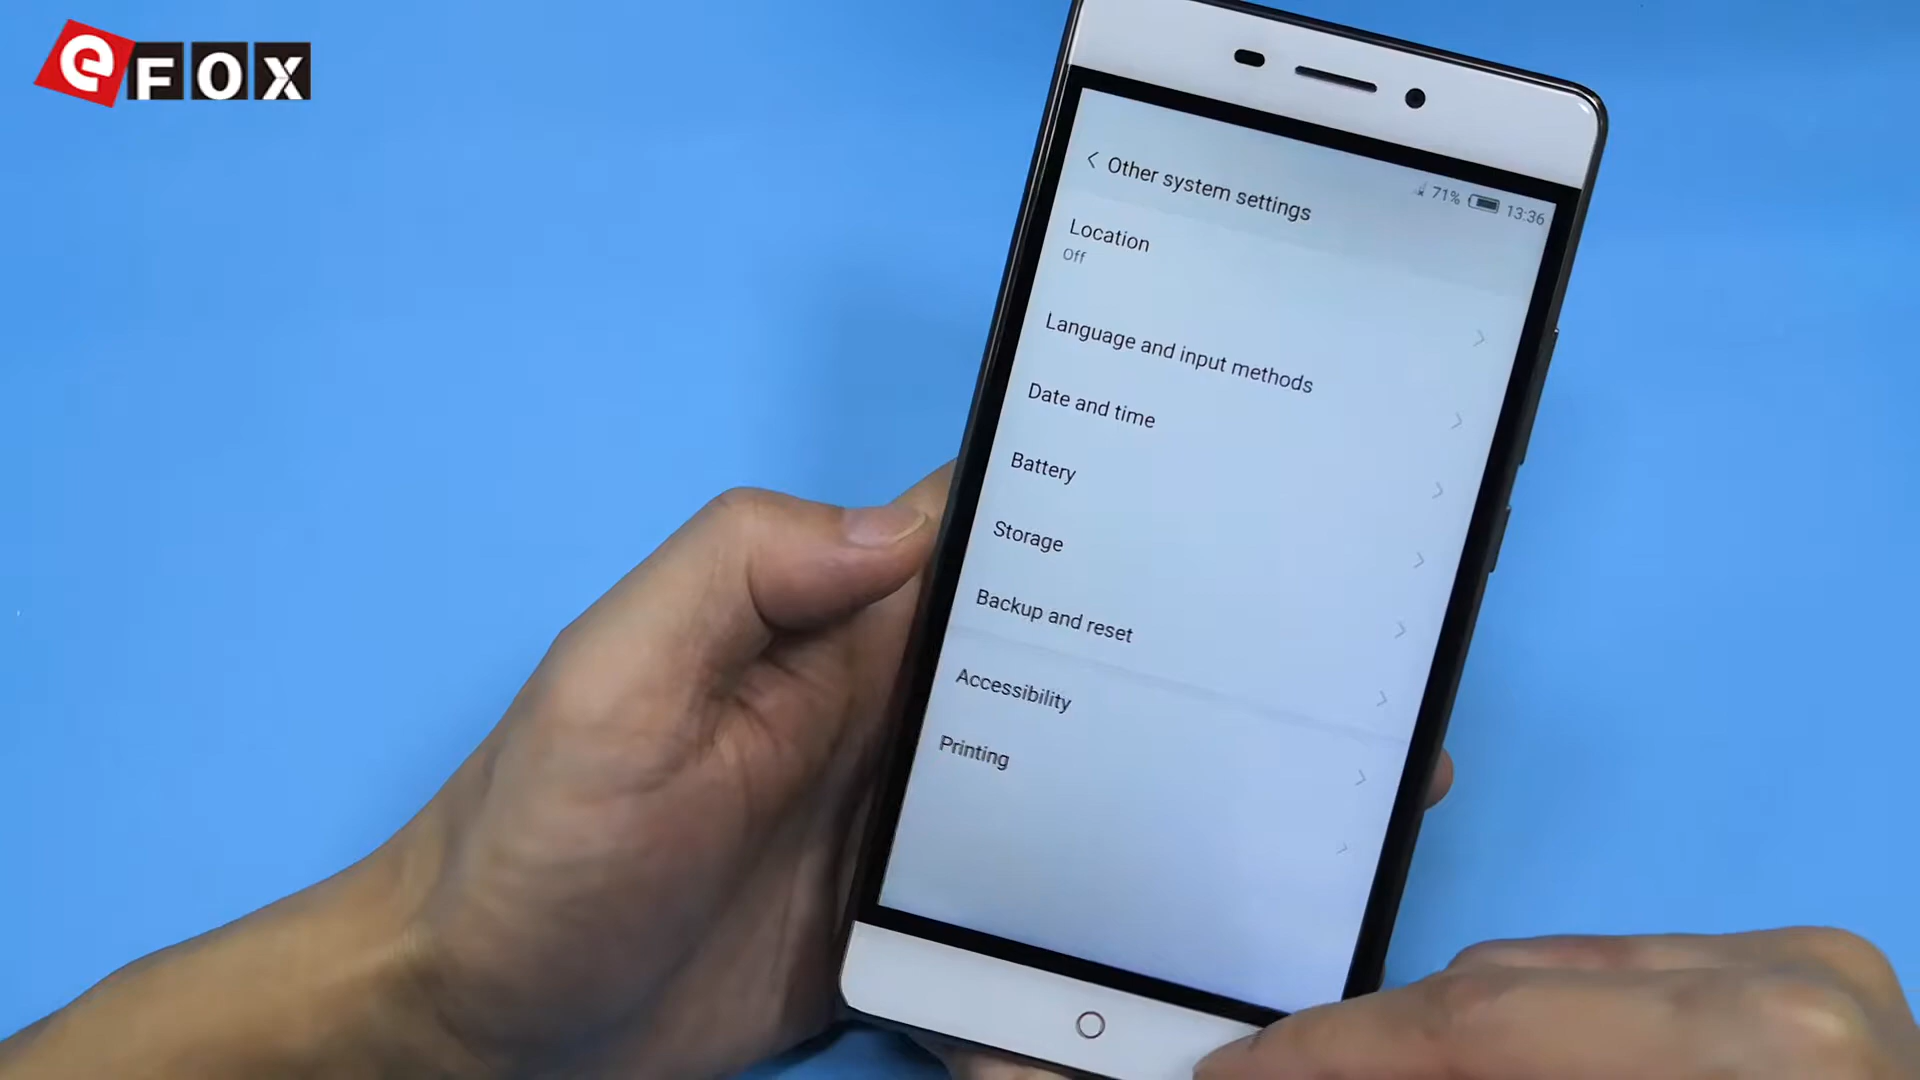 eFOX
71% 13:36
Other system settings
Location
Off
Language and input methods
Date and time
Battery
Storage
Backup and reset
Accessibility
Printing